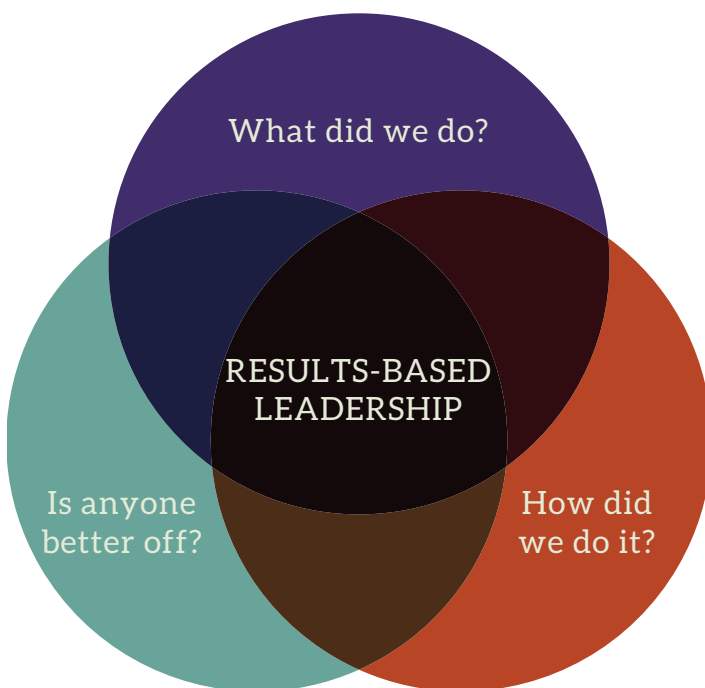 What did we do?
RESULTS-BASED
LEADERSHIP
Is anyone
better off?
How did
we do it?